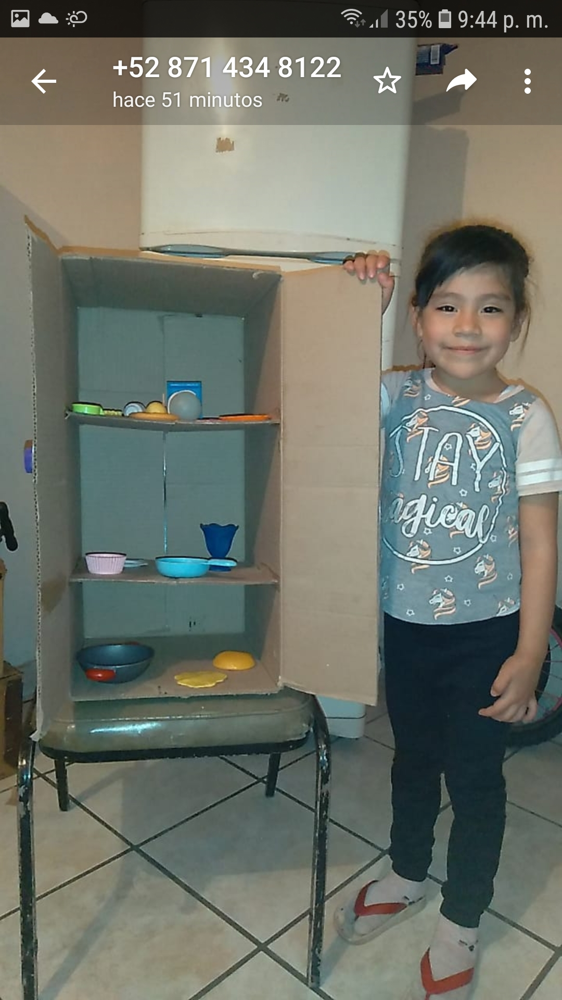 35% 9:44 p. m.
+52 871 434 8122
hace 51 minutos
STAY
agical